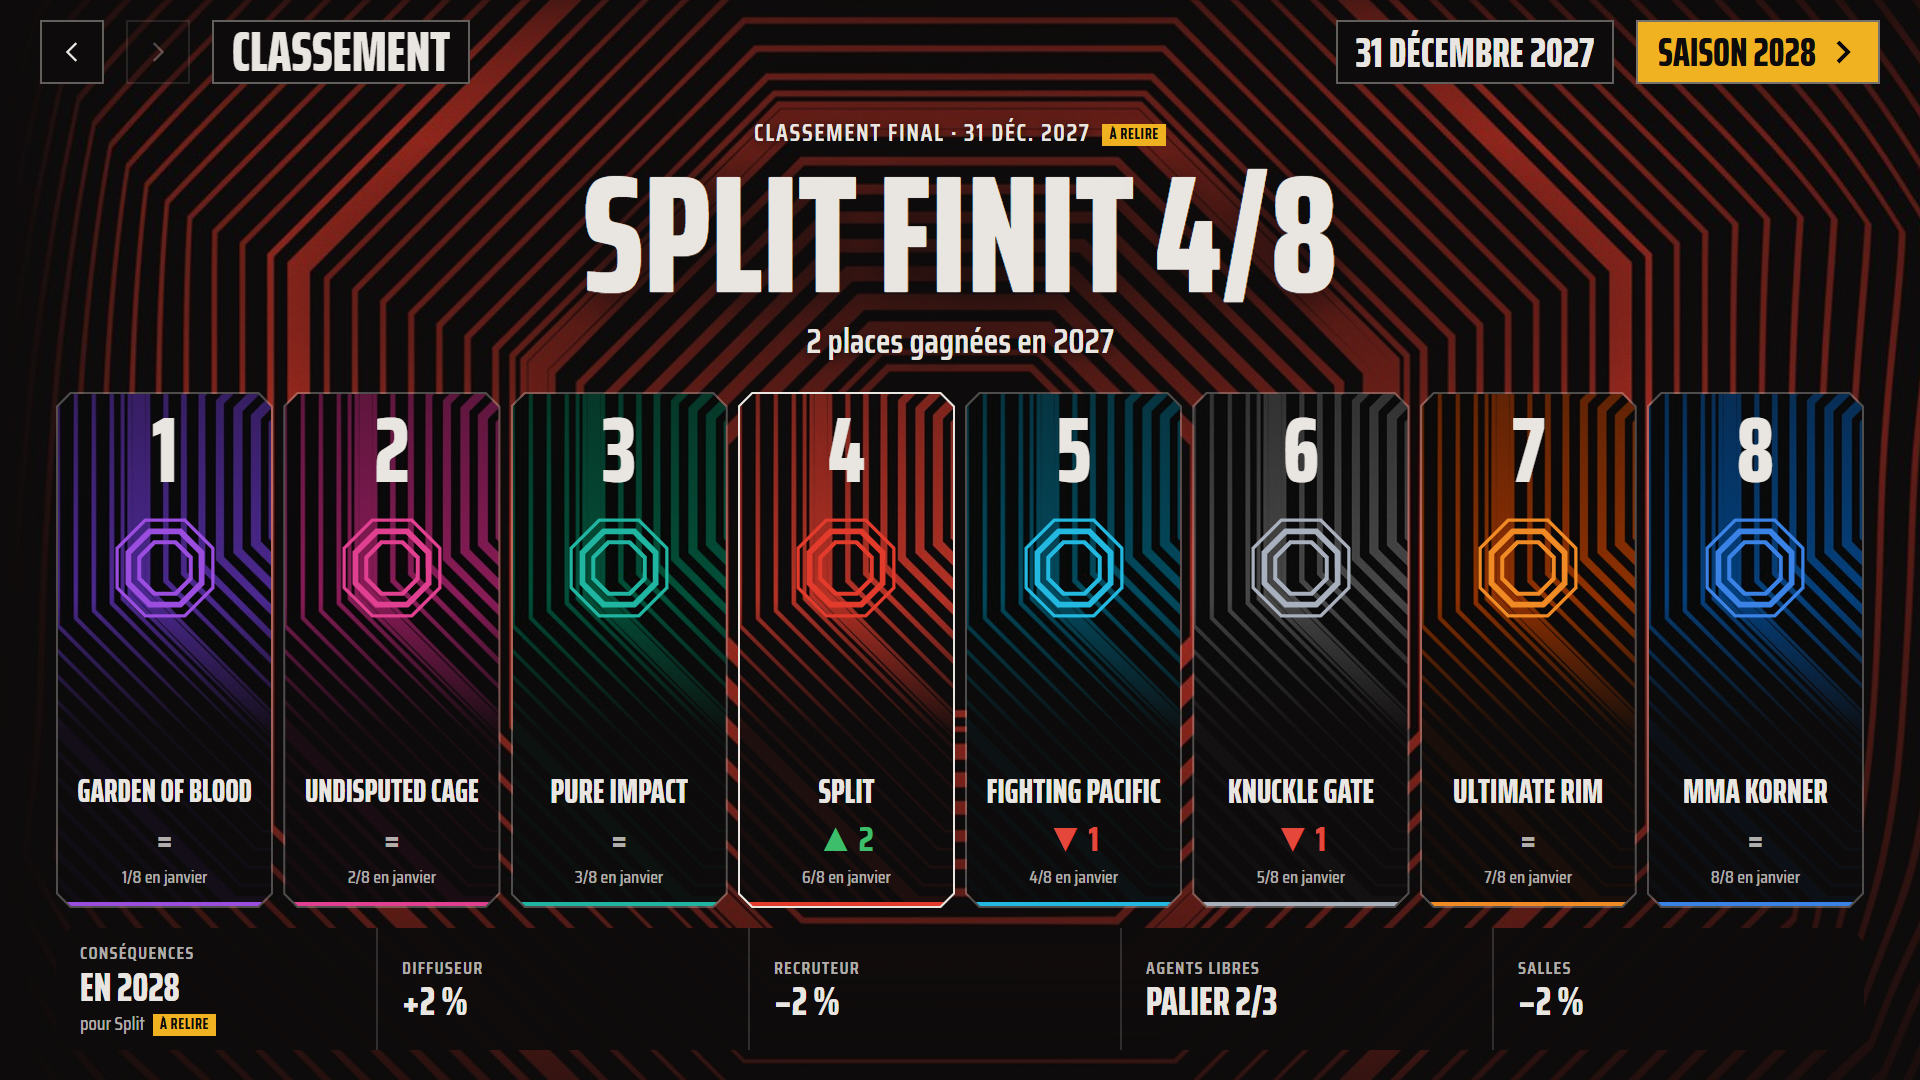 CLASSEMENT
31 DÉCEMBRE 2027
SAISON 2028
CLASSEMENT FINAL · 31 DÉC. 2027 À RELIRE
SPLIT FINIT 4/8
2 places gagnées en 2027
1
GARDEN OF BLOOD
=
1/8 en janvier
2
UNDISPUTED CAGE
=
2/8 en janvier
3
PURE IMPACT
=
3/8 en janvier
4
SPLIT
▲ 2
6/8 en janvier
5
FIGHTING PACIFIC
▼ 1
4/8 en janvier
6
KNUCKLE GATE
▼ 1
5/8 en janvier
7
ULTIMATE RIM
=
7/8 en janvier
8
MMA KORNER
=
8/8 en janvier
CONSÉQUENCES
EN 2028
pour Split À RELIRE
DIFFUSEUR
+2 %
RECRUTEUR
−2 %
AGENTS LIBRES
PALIER 2/3
SALLES
−2 %